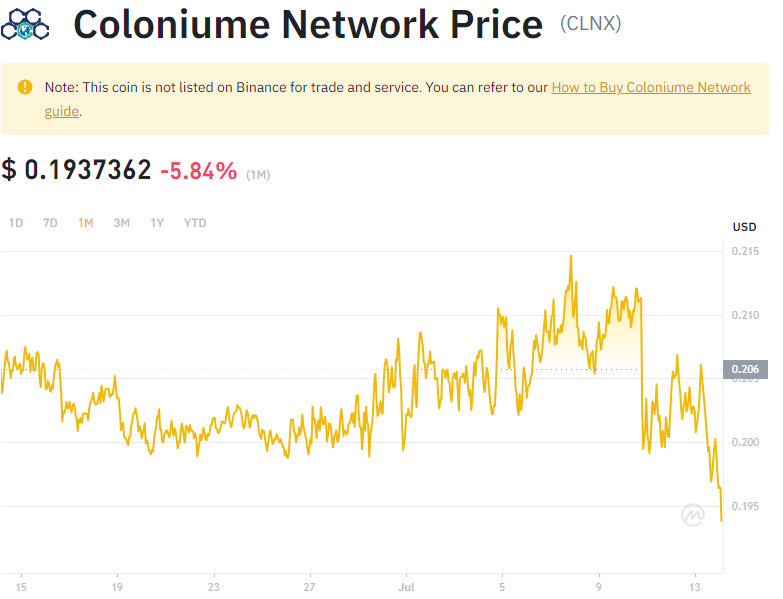 Coloniume Network Price (CLNX)
Note: This coin is not listed on Binance for trade and service. You can refer to our How to Buy Coloniume Network
guide.
$ 0.1937362 -5.84% (1M)
1D 7D 1M 3M 1Y YTD
USD
0.215
0.210
0.206
0.205
0.200
0.195
15 19 23 27 Jul 5 9 13